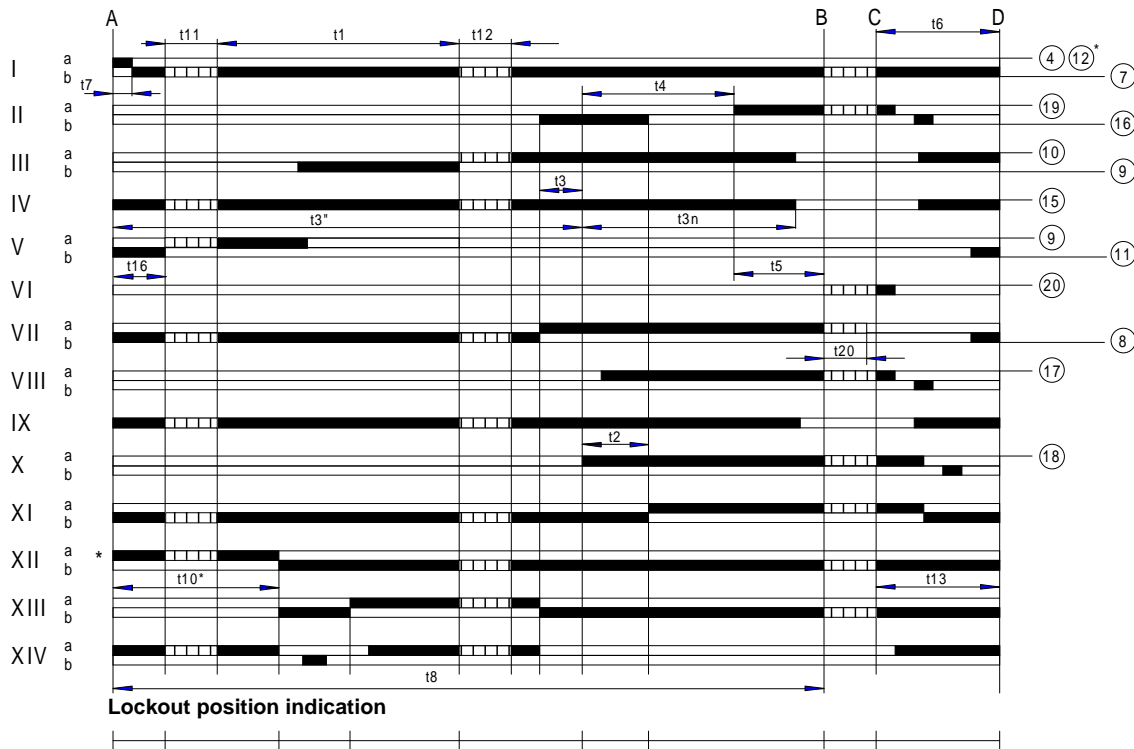 A B C D
t11 t1 t12 t6
I a b t7 4 12* 7
II a b t4 19 16
III a b 10 9
t3
IV 15
t3" t3n
V a b 9 11
t16 t5
VI 20
VII a b 8
t20
VIII a b 17
IX
t2
X a b 18
XI a b
XII a b *
t10* t13
XIII a b
XIV a b
t8
Lockout position indication